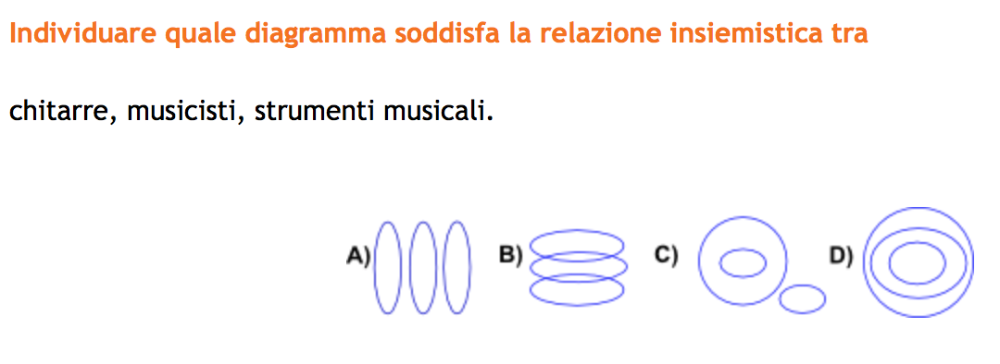 Individuare quale diagramma soddisfa la relazione insiemistica tra
chitarre, musicisti, strumenti musicali.
A) B) C) D)